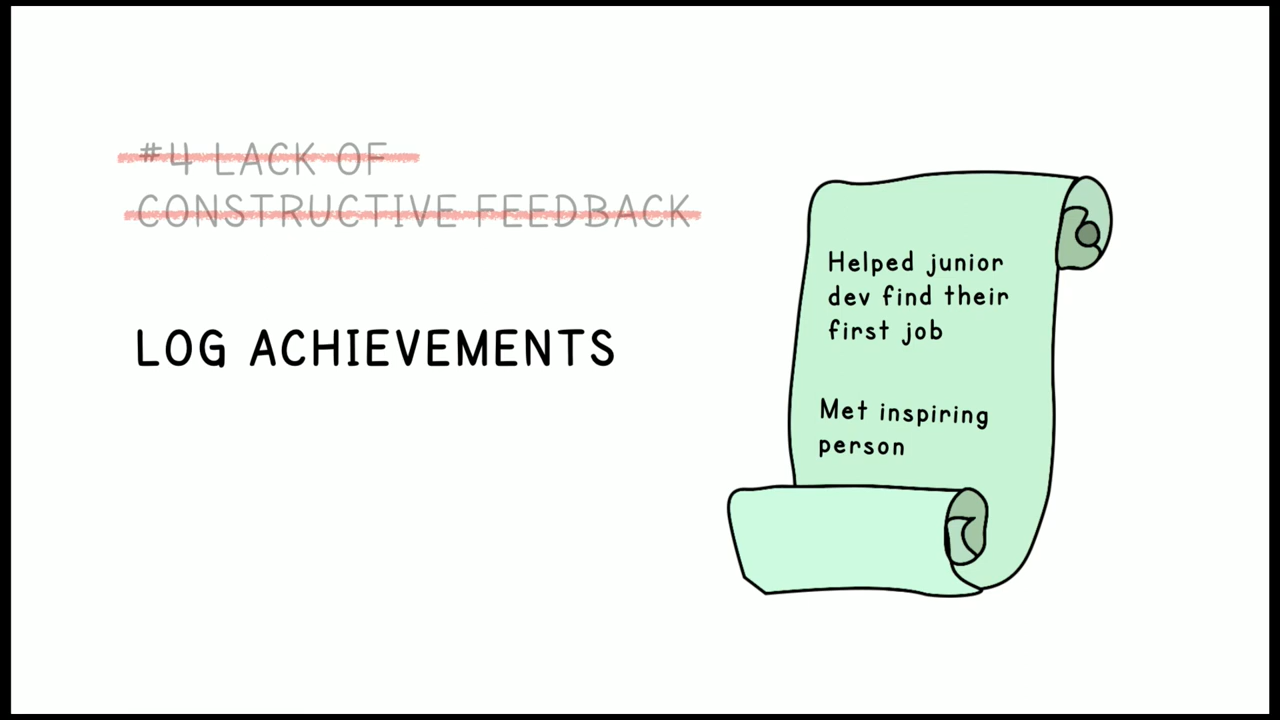 #4 LACK OF
CONSTRUCTIVE FEEDBACK
LOG ACHIEVEMENTS
Helped junior
dev find their
first job
Met inspiring
person